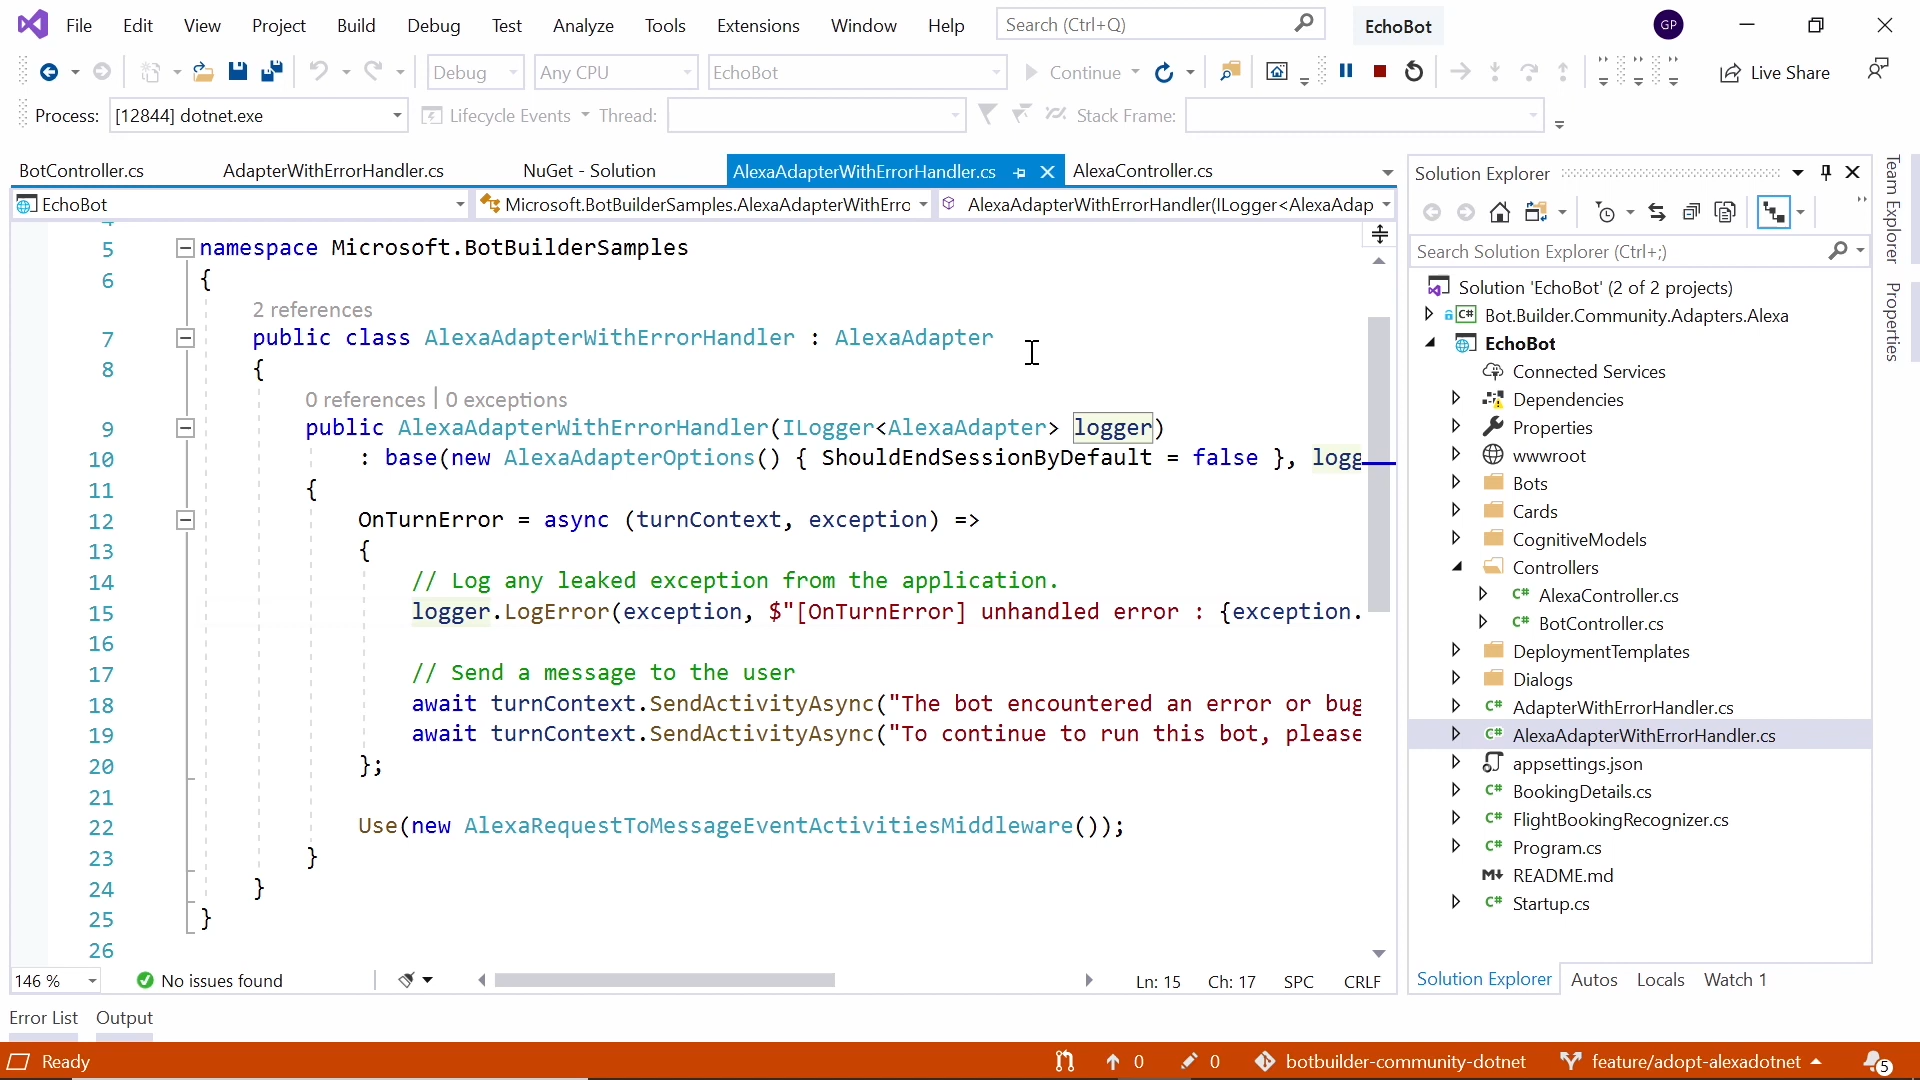 File Edit View Project Build Debug Test Analyze Tools Extensions Window Help Search (Ctrl+Q) EchoBot GP
Debug Any CPU EchoBot Continue Live Share
Process: [12844] dotnet.exe Lifecycle Events Thread: Stack Frame:
BotController.cs AdapterWithErrorHandler.cs NuGet - Solution AlexaAdapterWithErrorHandler.cs AlexaController.cs
EchoBot Microsoft.BotBuilderSamples.AlexaAdapterWithErro AlexaAdapterWithErrorHandler(ILogger<AlexaAdap
5 namespace Microsoft.BotBuilderSamples
6 {
2 references
7 public class AlexaAdapterWithErrorHandler : AlexaAdapter
8 {
0 references | 0 exceptions
9 public AlexaAdapterWithErrorHandler(ILogger<AlexaAdapter> logger)
10 : base(new AlexaAdapterOptions() { ShouldEndSessionByDefault = false }, logg
11 {
12 OnTurnError = async (turnContext, exception) =>
13 {
14 // Log any leaked exception from the application.
15 logger.LogError(exception, $"[OnTurnError] unhandled error : {exception.
16
17 // Send a message to the user
18 await turnContext.SendActivityAsync("The bot encountered an error or bug
19 await turnContext.SendActivityAsync("To continue to run this bot, please
20 };
21
22 Use(new AlexaRequestToMessageEventActivitiesMiddleware());
23 }
24 }
25 }
26
146 % No issues found Ln: 15 Ch: 17 SPC CRLF
Error List Output
Solution Explorer
Search Solution Explorer (Ctrl+;)
Solution 'EchoBot' (2 of 2 projects)
C# Bot.Builder.Community.Adapters.Alexa
EchoBot
Connected Services
Dependencies
Properties
wwwroot
Bots
Cards
CognitiveModels
Controllers
C# AlexaController.cs
C# BotController.cs
DeploymentTemplates
Dialogs
C# AdapterWithErrorHandler.cs
C# AlexaAdapterWithErrorHandler.cs
appsettings.json
C# BookingDetails.cs
C# FlightBookingRecognizer.cs
C# Program.cs
M README.md
C# Startup.cs
Solution Explorer Autos Locals Watch 1
Team Explorer
Properties
Ready 0 0 botbuilder-community-dotnet feature/adopt-alexadotnet 5